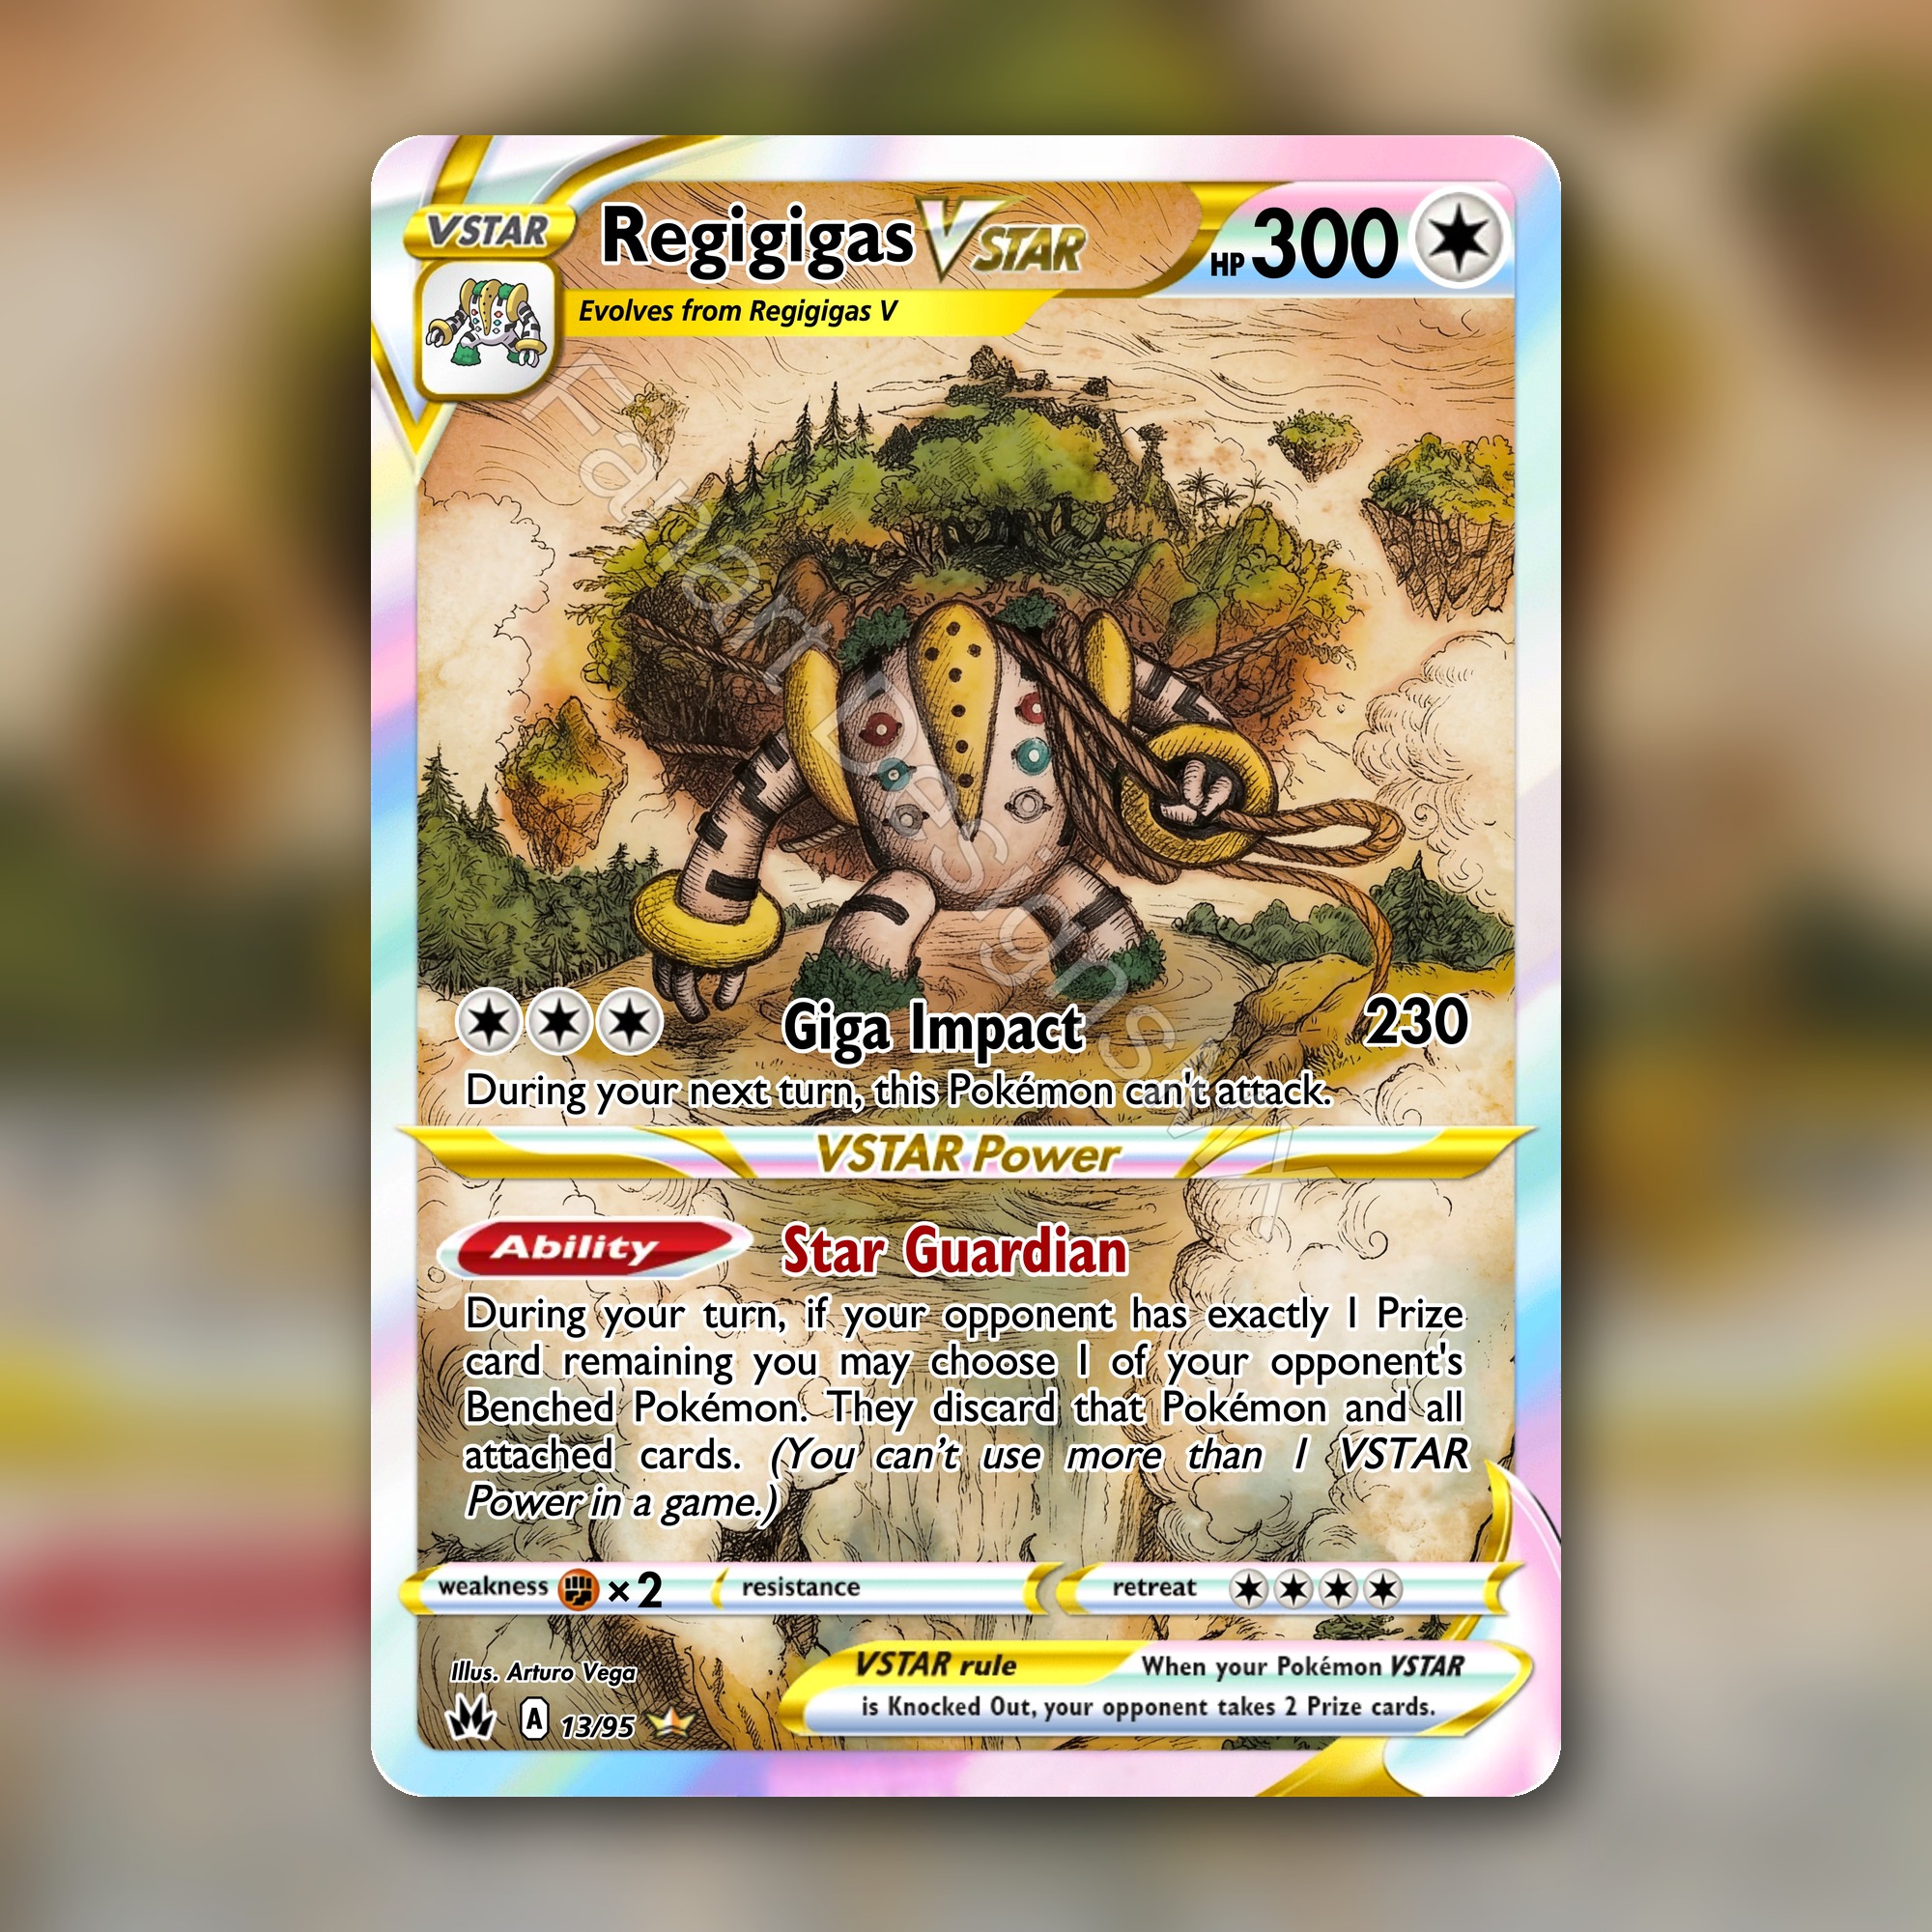 VSTAR
Regigigas VSTAR
HP 300
Evolves from Regigigas V
Fanart DesignsMX
Giga Impact 230
During your next turn, this Pokémon can't attack.
VSTAR Power
Ability Star Guardian
During your turn, if your opponent has exactly 1 Prize
card remaining you may choose 1 of your opponent's
Benched Pokémon. They discard that Pokémon and all
attached cards. (You can't use more than 1 VSTAR
Power in a game.)
weakness ×2 resistance retreat
Illus. Arturo Vega
A 13/95
VSTAR rule When your Pokémon VSTAR
is Knocked Out, your opponent takes 2 Prize cards.